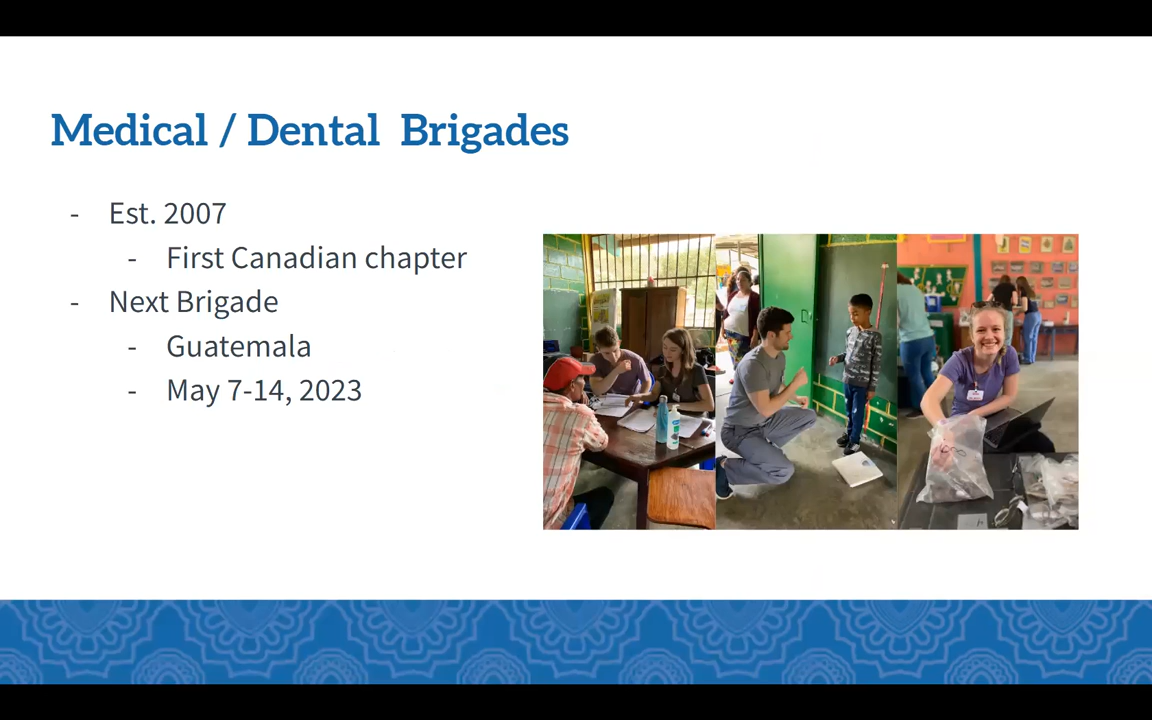 Medical / Dental Brigades
- Est. 2007
- First Canadian chapter
- Next Brigade
- Guatemala
- May 7-14, 2023